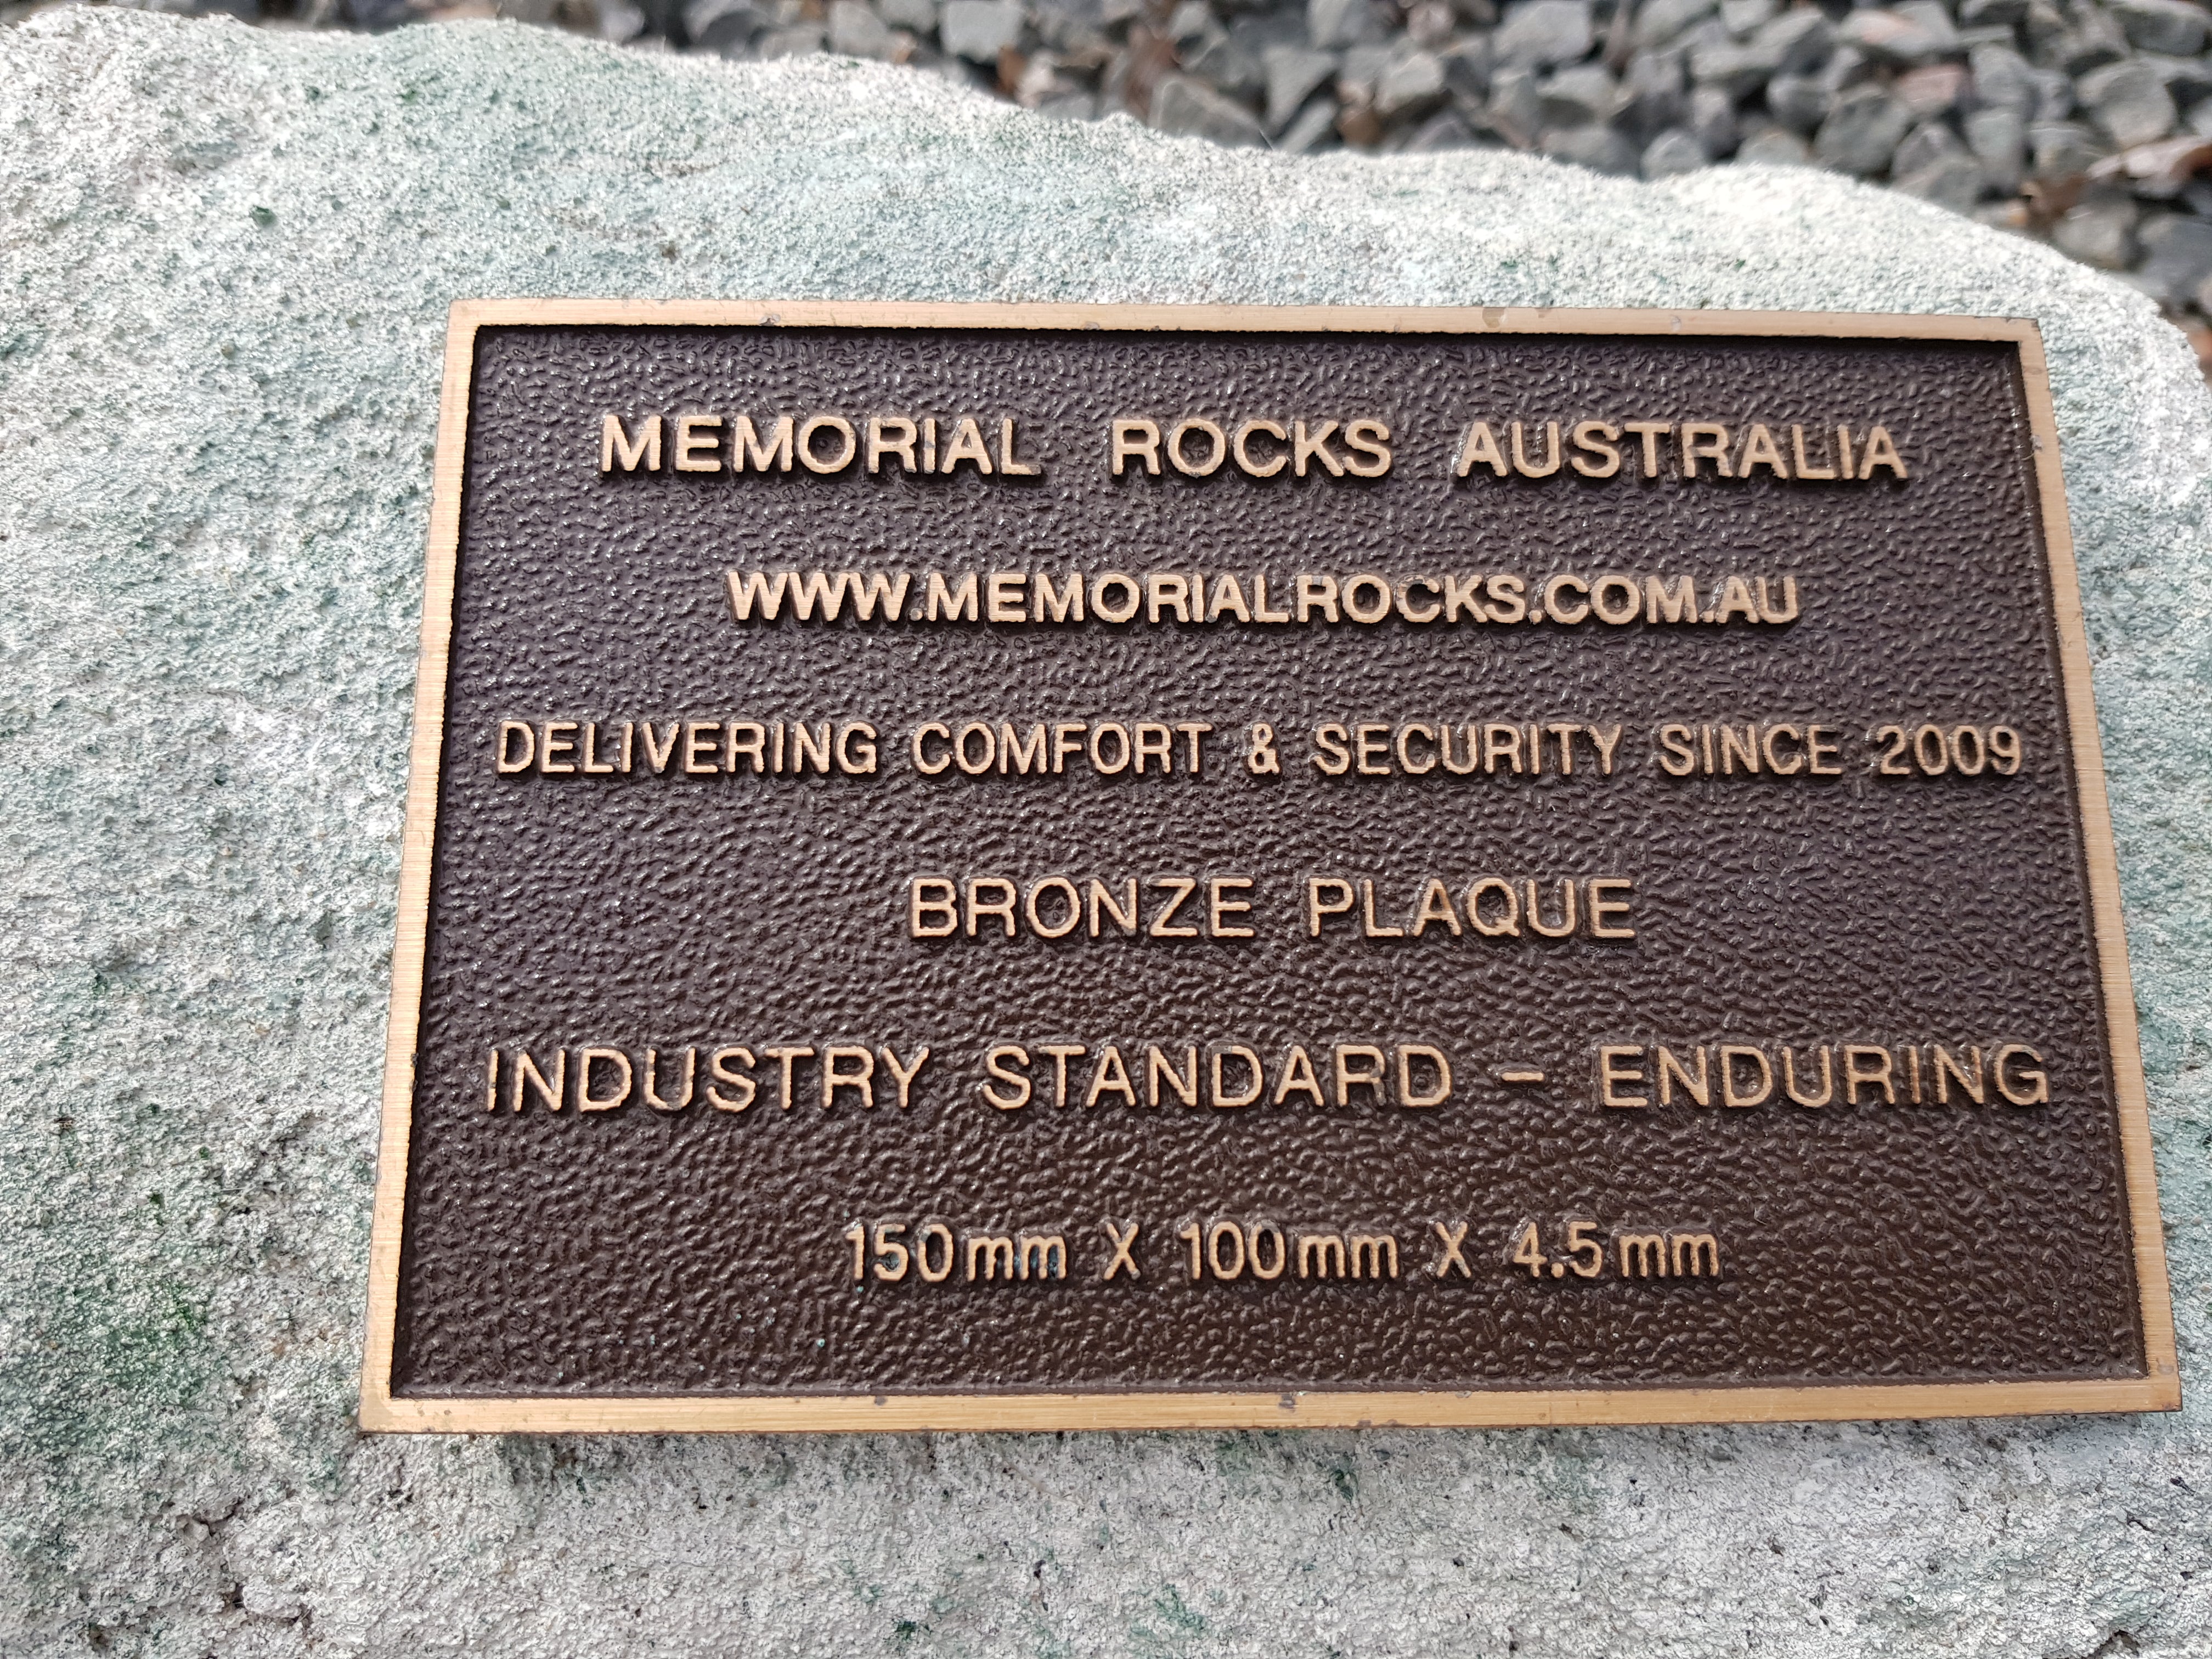 MEMORIAL ROCKS AUSTRALIA
WWW.MEMORIALROCKS.COM.AU
DELIVERING COMFORT & SECURITY SINCE 2009
BRONZE PLAQUE
INDUSTRY STANDARD - ENDURING
150mm X 100mm X 4.5mm